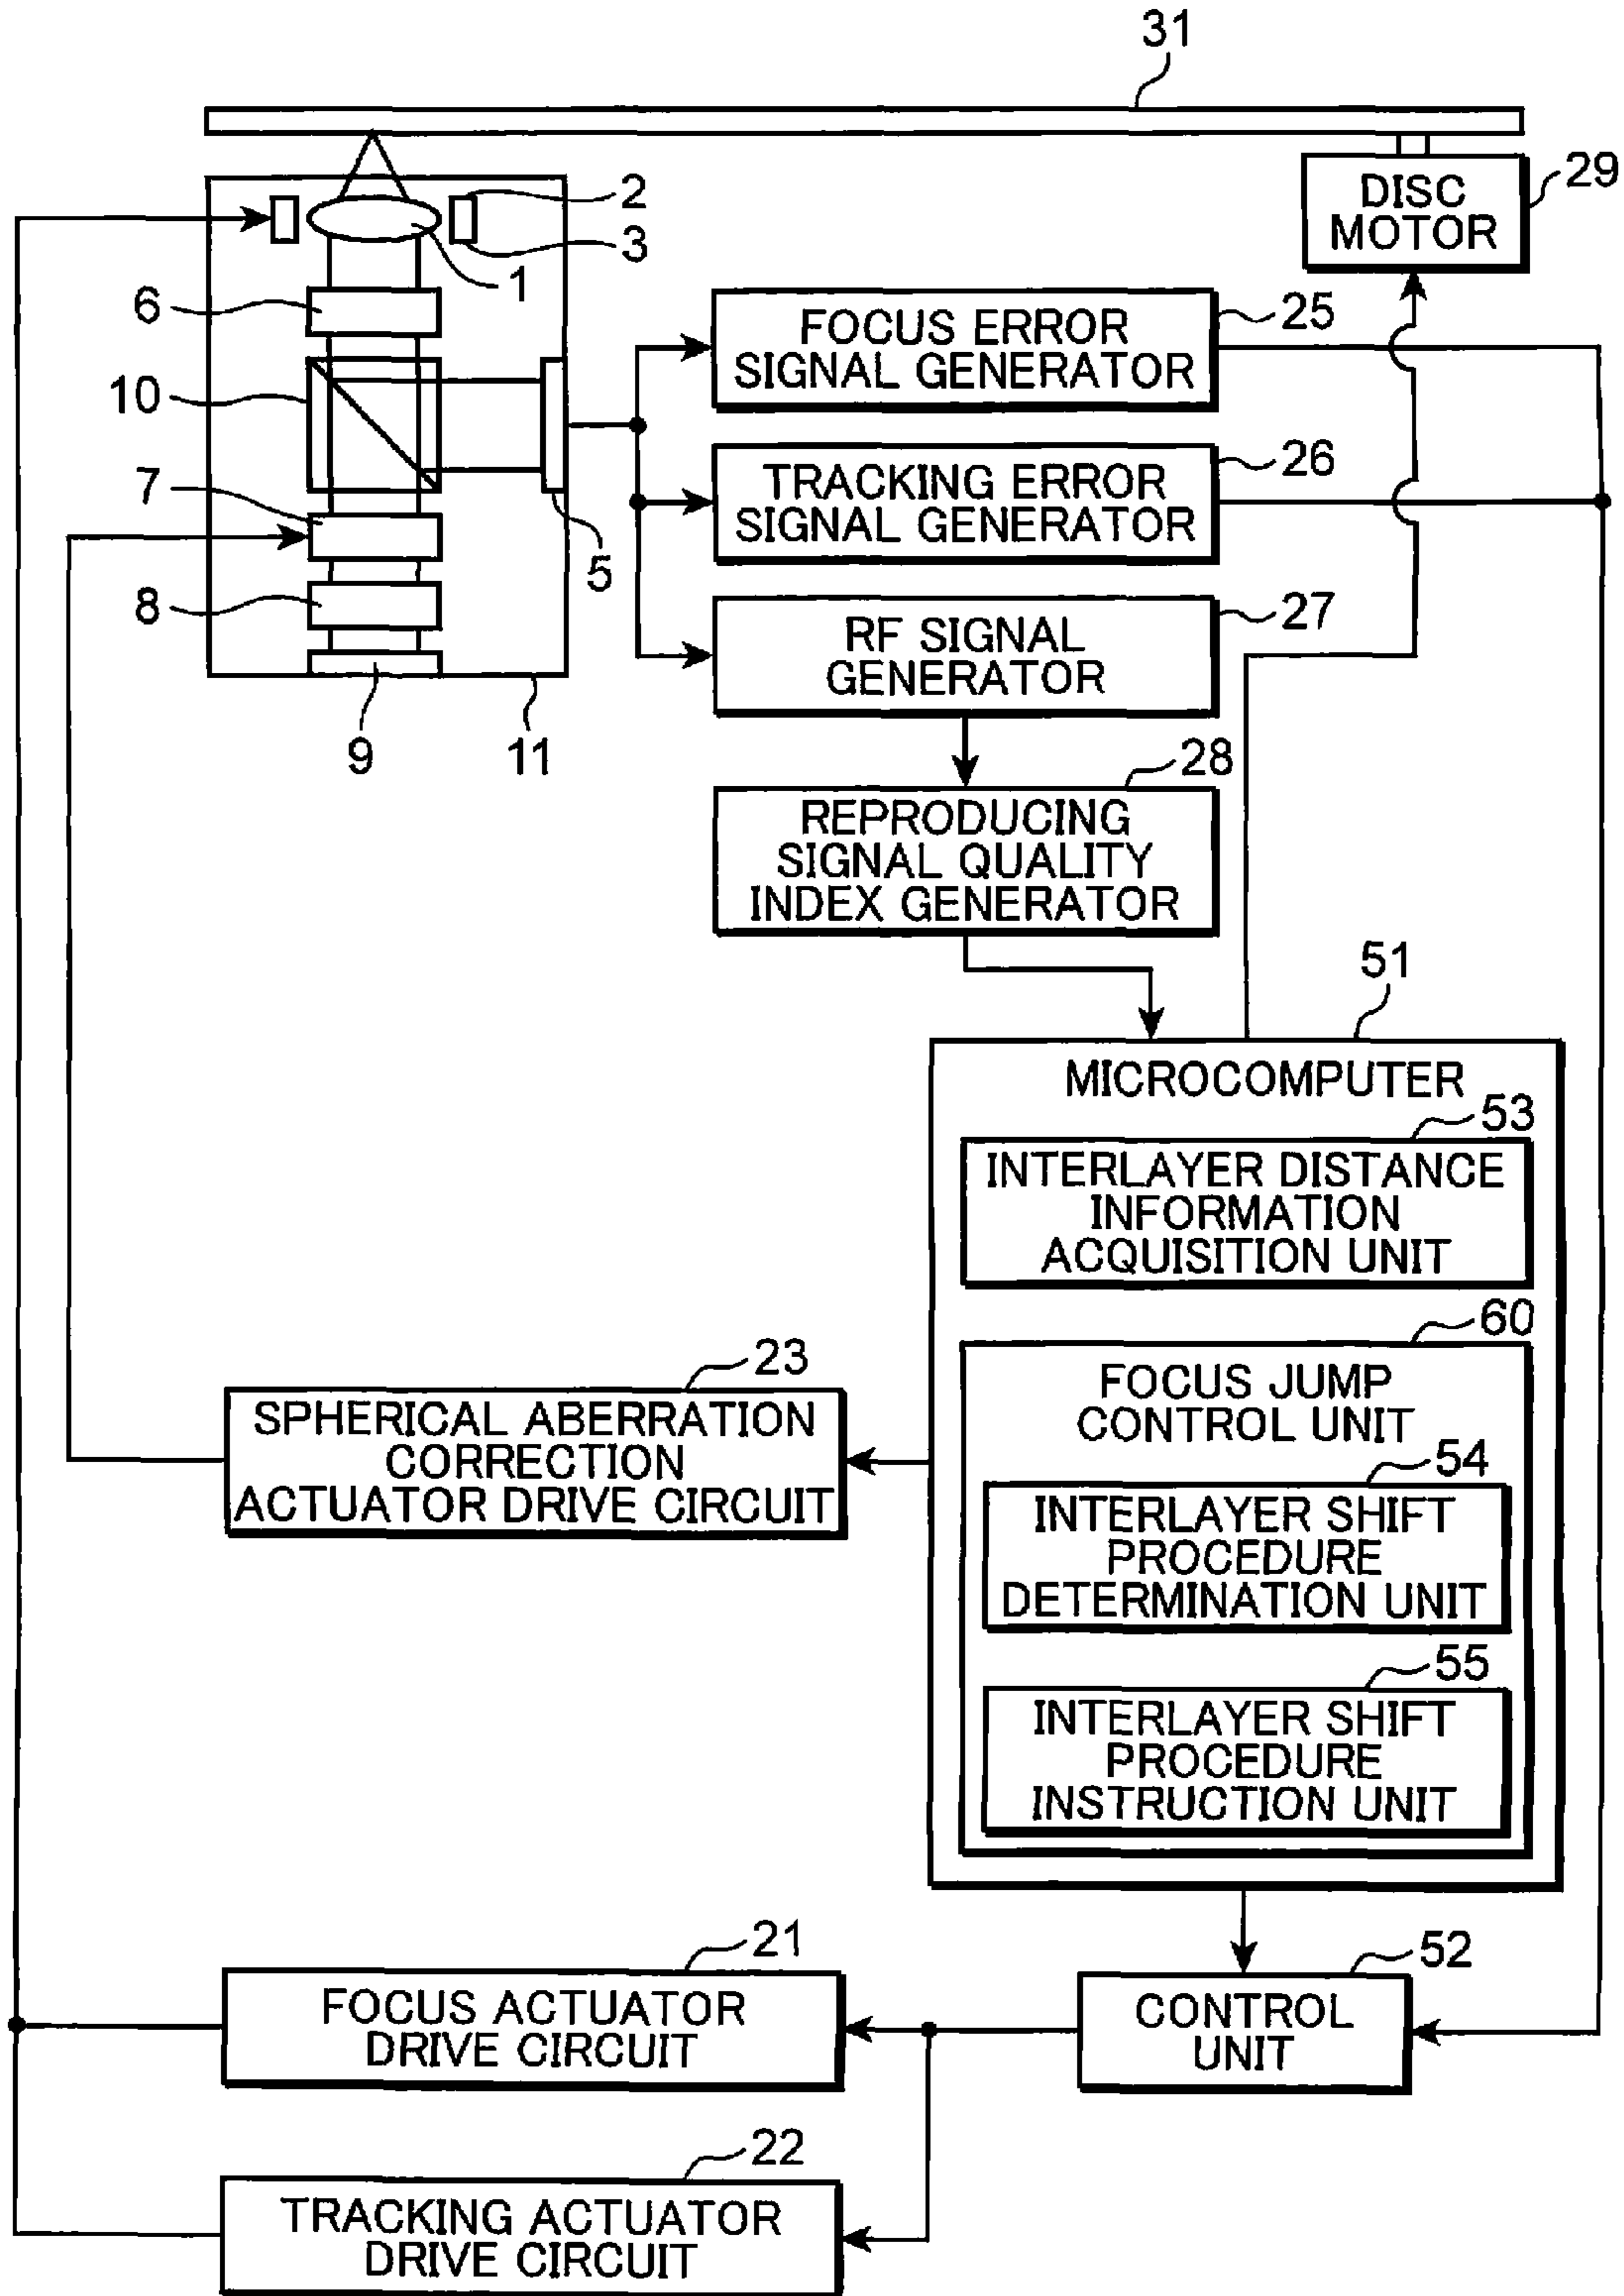 31
29
DISC
MOTOR
2
3
1
6
10
7
8
5
9
11
FOCUS ERROR
SIGNAL GENERATOR
25
TRACKING ERROR
SIGNAL GENERATOR
26
RF SIGNAL
GENERATOR
27
28
REPRODUCING
SIGNAL QUALITY
INDEX GENERATOR
51
MICROCOMPUTER
53
INTERLAYER DISTANCE
INFORMATION
ACQUISITION UNIT
60
FOCUS JUMP
CONTROL UNIT
54
INTERLAYER SHIFT
PROCEDURE
DETERMINATION UNIT
55
INTERLAYER SHIFT
PROCEDURE
INSTRUCTION UNIT
23
SPHERICAL ABERRATION
CORRECTION
ACTUATOR DRIVE CIRCUIT
21
FOCUS ACTUATOR
DRIVE CIRCUIT
52
CONTROL
UNIT
22
TRACKING ACTUATOR
DRIVE CIRCUIT